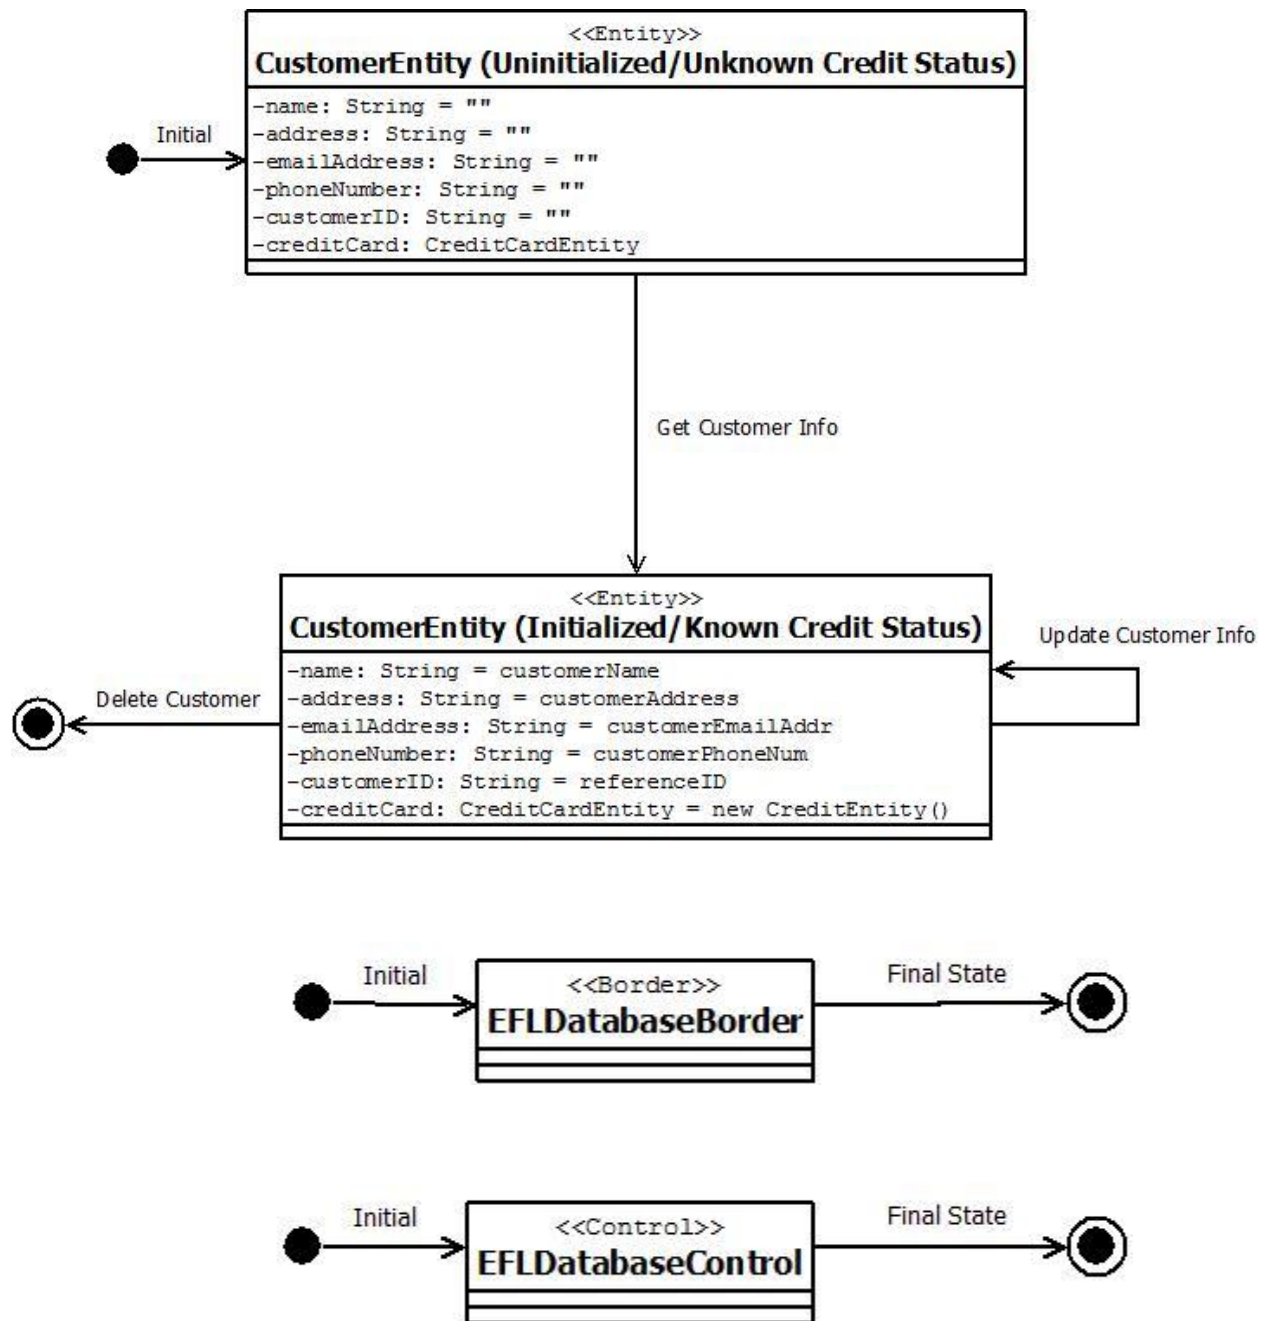 <<Entity>>
CustomerEntity (Uninitialized/Unknown Credit Status)
-name: String = ""
-address: String = ""
-emailAddress: String = ""
-phoneNumber: String = ""
-customerID: String = ""
-creditCard: CreditCardEntity
Initial
Get Customer Info
<<Entity>>
CustomerEntity (Initialized/Known Credit Status)
-name: String = customerName
-address: String = customerAddress
-emailAddress: String = customerEmailAddr
-phoneNumber: String = customerPhoneNum
-customerID: String = referenceID
-creditCard: CreditCardEntity = new CreditEntity()
Update Customer Info
Delete Customer
Initial
<<Border>>
EFLDatabaseBorder
Final State
Initial
<<Control>>
EFLDatabaseControl
Final State